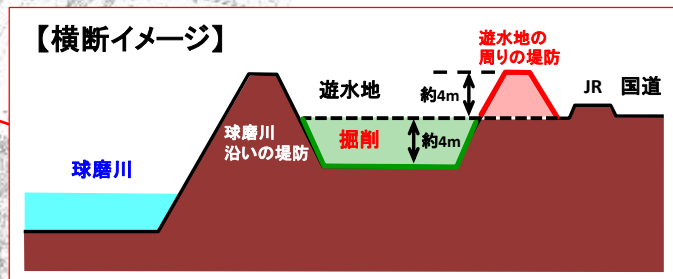 【横断イメージ】
遊水地の
周りの堤防
遊水地
約4m
JR
国道
球磨川
沿いの堤防
掘削
約4m
球磨川